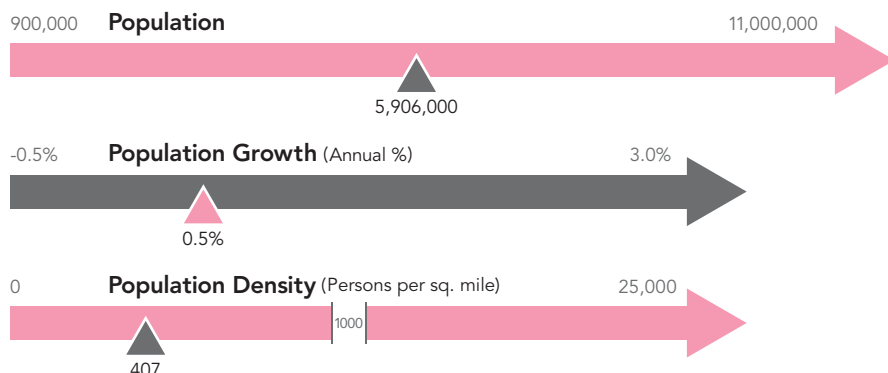 900,000 Population 11,000,000
5,906,000
-0.5% Population Growth (Annual %) 3.0%
0.5%
0 Population Density (Persons per sq. mile) 25,000
1000
407